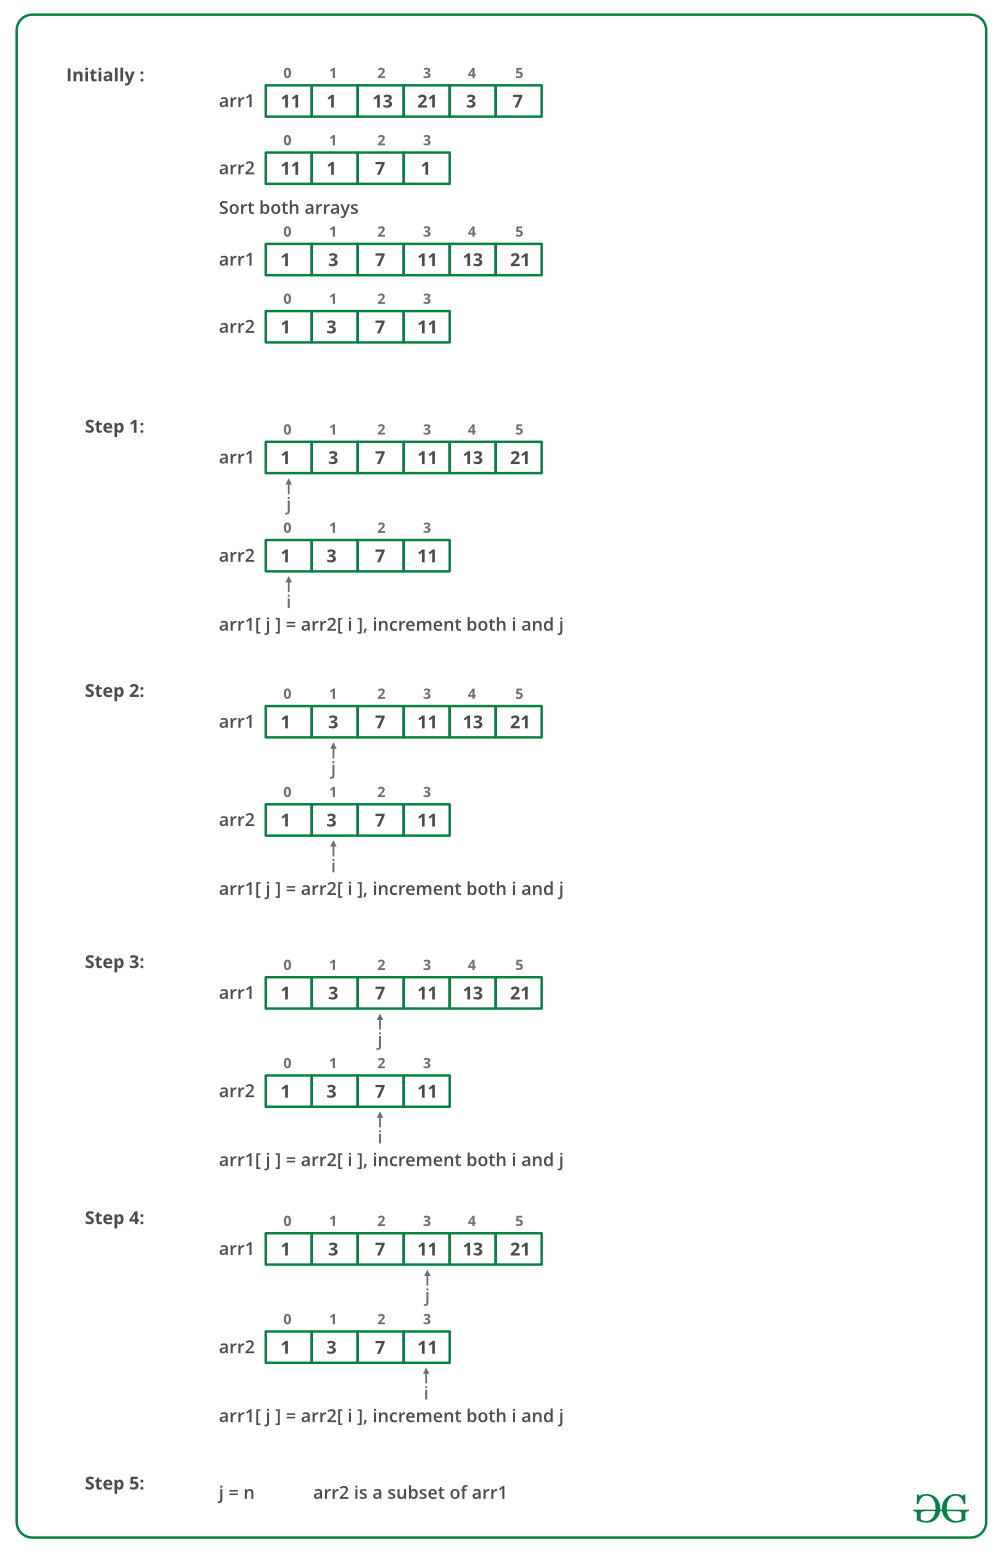 Initially :
0 1 2 3 4 5
arr1 11 1 13 21 3 7
0 1 2 3
arr2 11 1 7 1
Sort both arrays
0 1 2 3 4 5
arr1 1 3 7 11 13 21
0 1 2 3
arr2 1 3 7 11
Step 1:
0 1 2 3 4 5
arr1 1 3 7 11 13 21
j
0 1 2 3
arr2 1 3 7 11
i
arr1[ j ] = arr2[ i ], increment both i and j
Step 2:
0 1 2 3 4 5
arr1 1 3 7 11 13 21
j
0 1 2 3
arr2 1 3 7 11
i
arr1[ j ] = arr2[ i ], increment both i and j
Step 3:
0 1 2 3 4 5
arr1 1 3 7 11 13 21
j
0 1 2 3
arr2 1 3 7 11
i
arr1[ j ] = arr2[ i ], increment both i and j
Step 4:
0 1 2 3 4 5
arr1 1 3 7 11 13 21
j
0 1 2 3
arr2 1 3 7 11
i
arr1[ j ] = arr2[ i ], increment both i and j
Step 5:
j = n arr2 is a subset of arr1